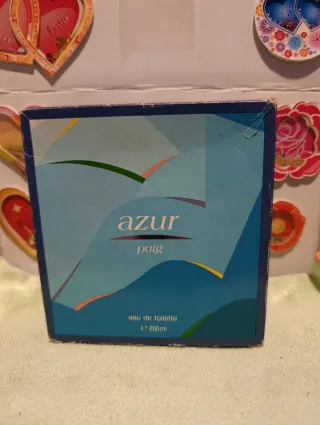 azur
puig
eau de toilette
℮ 200ml